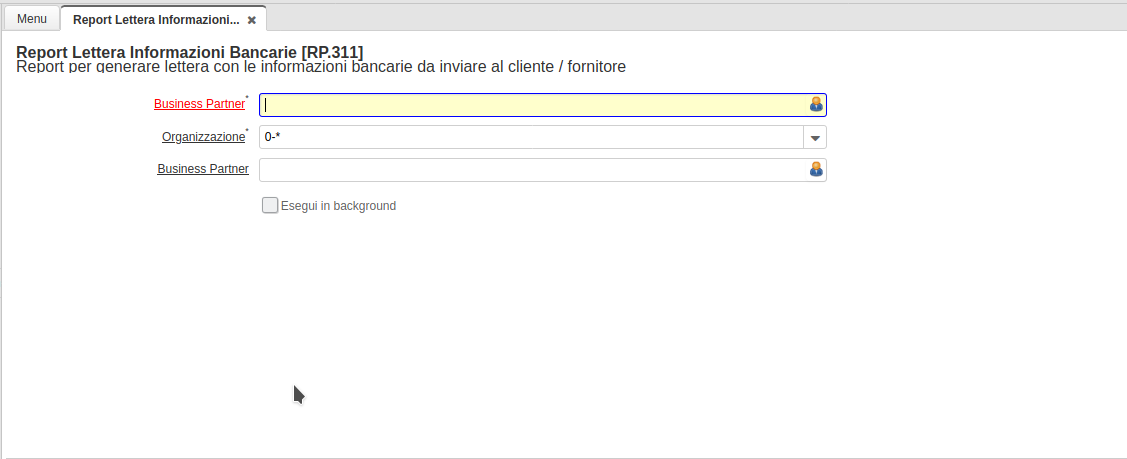 Menu
Report Lettera Informazioni...
Report Lettera Informazioni Bancarie [RP.311]
Report per generare lettera con le informazioni bancarie da inviare al cliente / fornitore
Business Partner*
Organizzazione* 0-*
Business Partner
Esegui in background